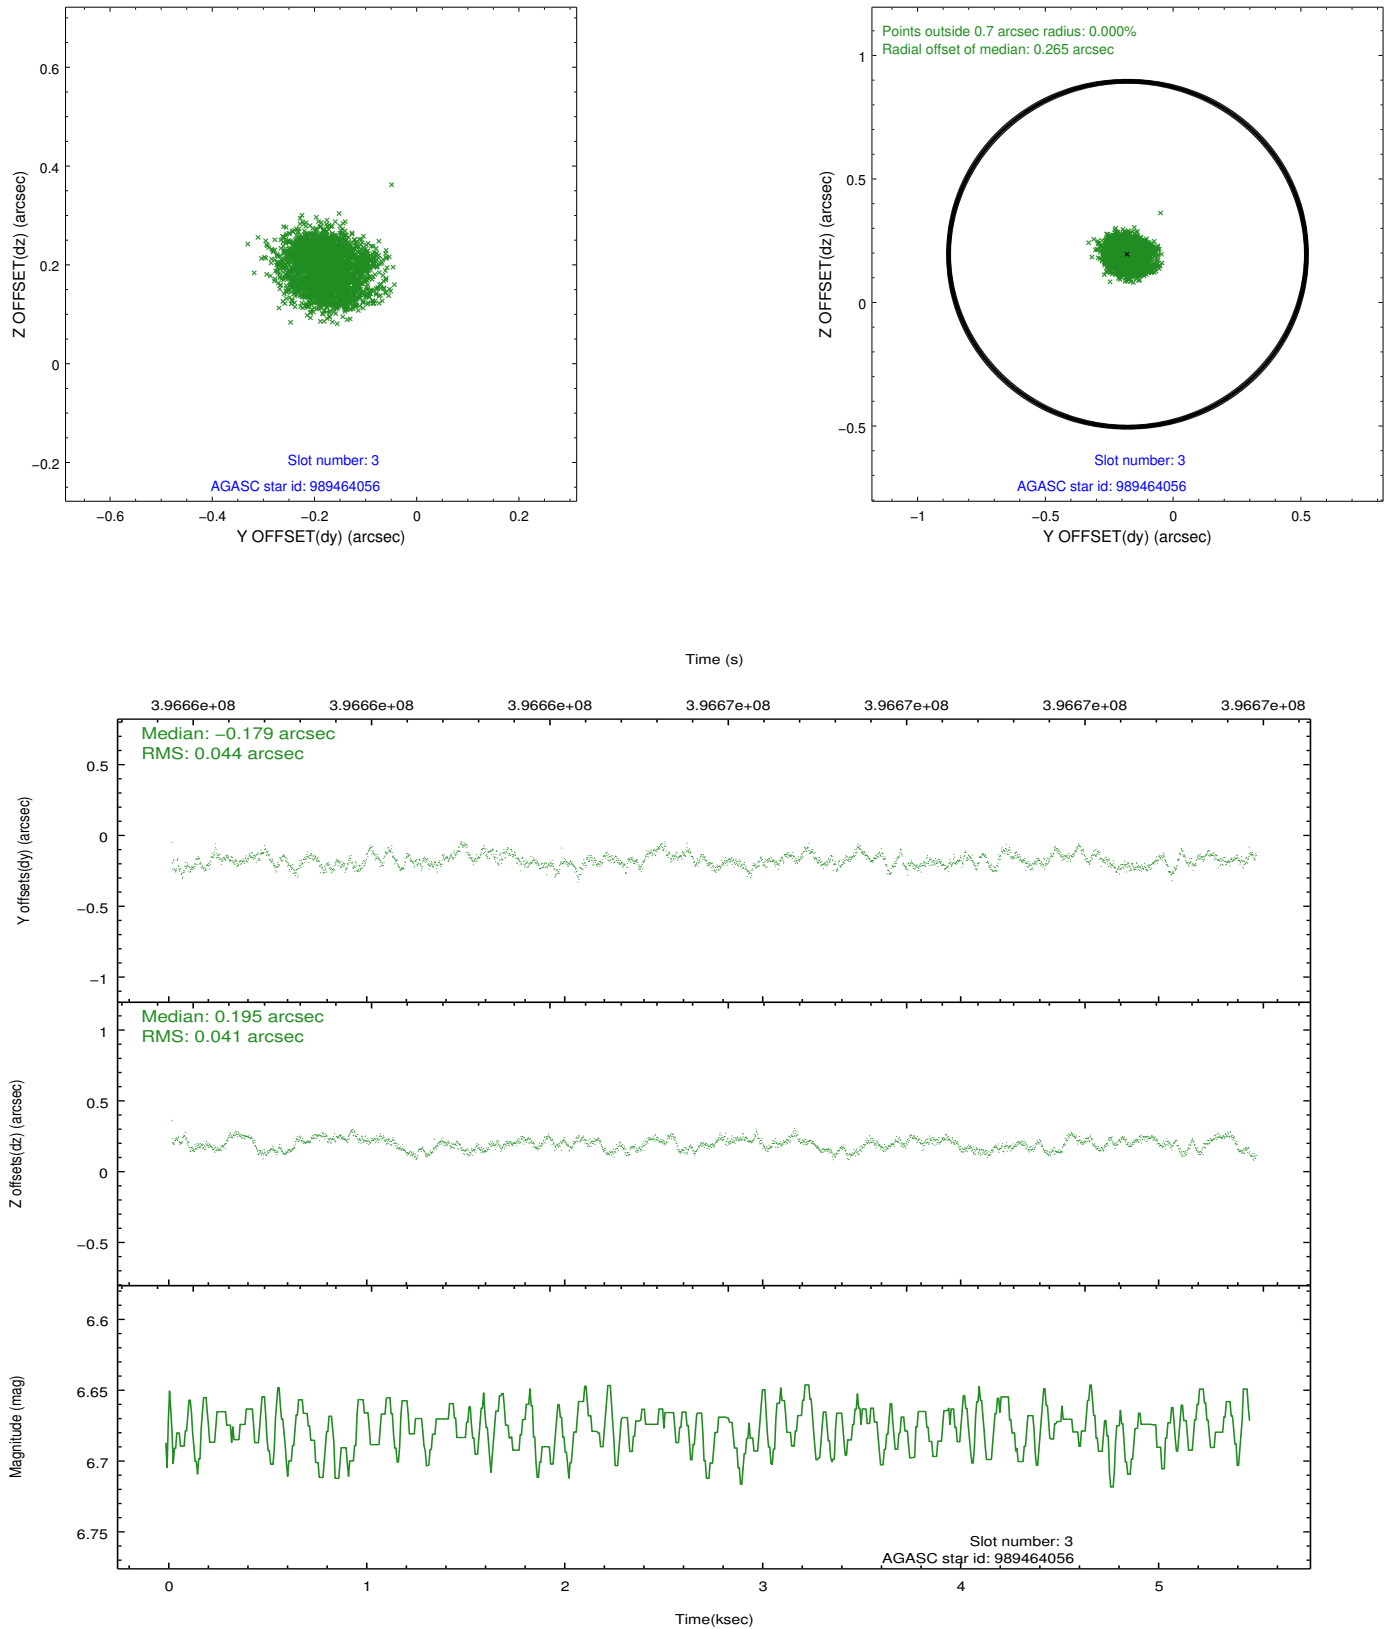 0.6
0.4
0.2
0
−0.2
Z OFFSET(dz) (arcsec)
Slot number: 3
AGASC star id: 989464056
−0.6 −0.4 −0.2 0 0.2
Y OFFSET(dy) (arcsec)
Points outside 0.7 arcsec radius: 0.000%
Radial offset of median: 0.265 arcsec
1
0.5
0
−0.5
Z OFFSET(dz) (arcsec)
Slot number: 3
AGASC star id: 989464056
−1 −0.5 0 0.5
Y OFFSET(dy) (arcsec)
Time (s)
3.9666e+08 3.9666e+08 3.9666e+08 3.9667e+08 3.9667e+08 3.9667e+08 3.9667e+08
Median: −0.179 arcsec
RMS: 0.044 arcsec
0.5
0
−0.5
−1
Y offsets(dy) (arcsec)
Median: 0.195 arcsec
RMS: 0.041 arcsec
1
0.5
0
−0.5
Z offsets(dz) (arcsec)
6.6
6.65
6.7
6.75
Magnitude (mag)
Slot number: 3
AGASC star id: 989464056
0 1 2 3 4 5
Time(ksec)